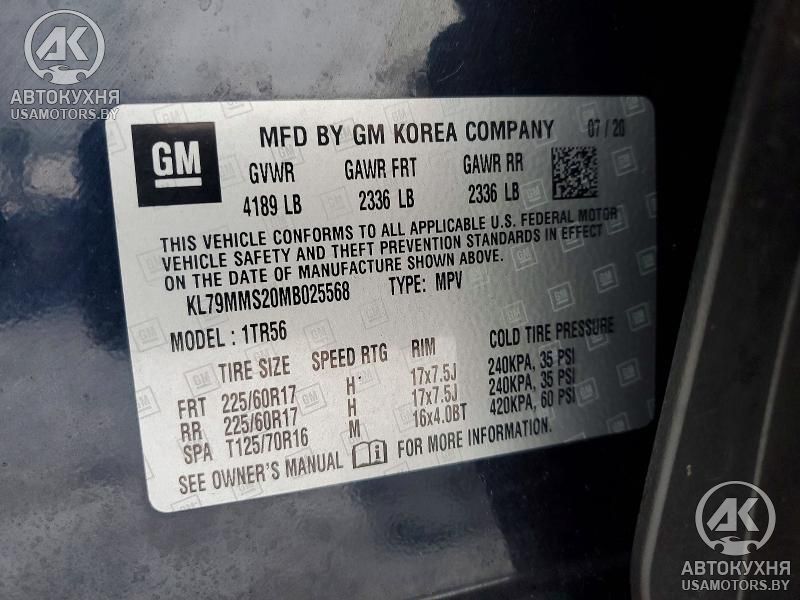 AK
АВТОКУХНЯ
USAMOTORS.BY
GM
MFD BY GM KOREA COMPANY 07 / 20
GVWR GAWR FRT GAWR RR
4189 LB 2336 LB 2336 LB
THIS VEHICLE CONFORMS TO ALL APPLICABLE U.S. FEDERAL MOTOR
VEHICLE SAFETY AND THEFT PREVENTION STANDARDS IN EFFECT
ON THE DATE OF MANUFACTURE SHOWN ABOVE.
KL79MMS20MB025568 TYPE: MPV
MODEL : 1TR56
TIRE SIZE SPEED RTG RIM COLD TIRE PRESSURE
FRT 225/60R17 H 17x7.5J 240KPA, 35 PSI
RR 225/60R17 H 17x7.5J 240KPA, 35 PSI
SPA T125/70R16 M 16x4.0BT 420KPA, 60 PSI
SEE OWNER'S MANUAL FOR MORE INFORMATION.
AK
АВТОКУХНЯ
USAMOTORS.BY